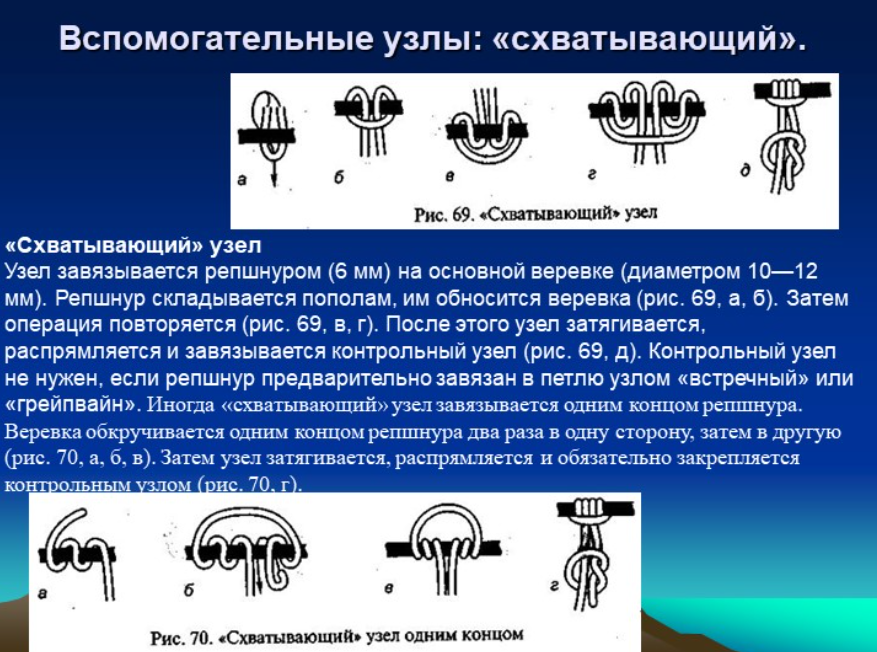 Вспомогательные узлы: «схватывающий».
а
б
в
г
д
Рис. 69. «Схватывающий» узел
«Схватывающий» узел
Узел завязывается репшнуром (6 мм) на основной веревке (диаметром 10—12
мм). Репшнур складывается пополам, им обносится веревка (рис. 69, а, б). Затем
операция повторяется (рис. 69, в, г). После этого узел затягивается,
распрямляется и завязывается контрольный узел (рис. 69, д). Контрольный узел
не нужен, если репшнур предварительно завязан в петлю узлом «встречный» или
«грейпвайн». Иногда «схватывающий» узел завязывается одним концом репшнура.
Веревка обкручивается одним концом репшнура два раза в одну сторону, затем в другую
(рис. 70, а, б, в). Затем узел затягивается, распрямляется и обязательно закрепляется
контрольным узлом (рис. 70, г).
а
б
в
г
Рис. 70. «Схватывающий» узел одним концом